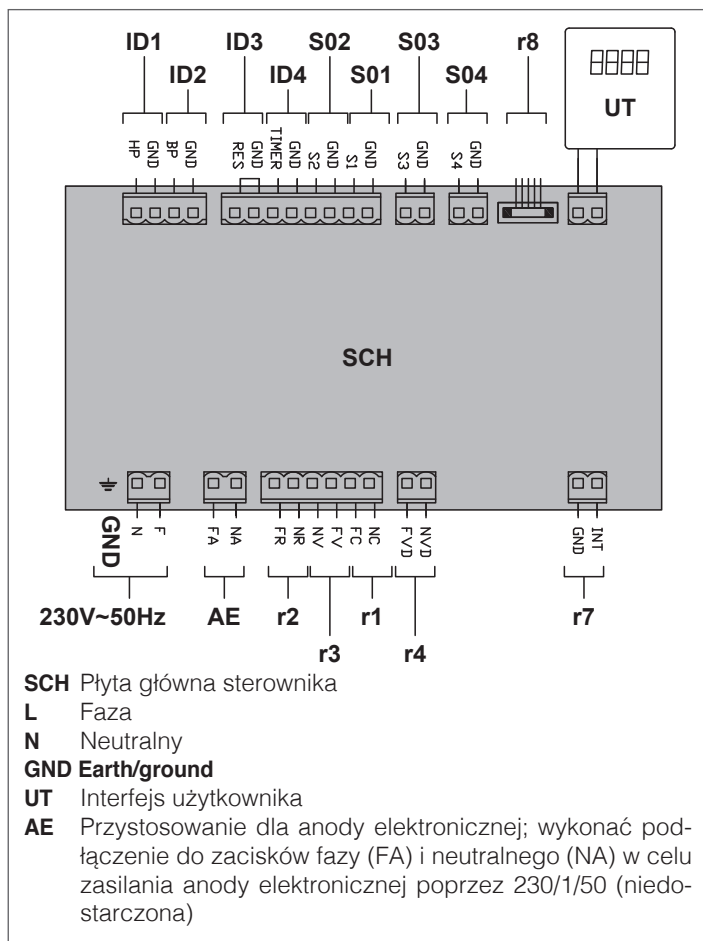 ID1 ID3 S02 S03 r8
ID2 ID4 S01 S04
UT
HP GND BP GND RES GND TIMER GND S2 GND S1 GND S3 GND S4 GND
SCH
GND N F FA NA FR NR NV FV FC NC FVD NVD GND INT
230V~50Hz AE r2 r1 r7
r3 r4
SCH Płyta główna sterownika
L Faza
N Neutralny
GND Earth/ground
UT Interfejs użytkownika
AE Przystosowanie dla anody elektronicznej; wykonać pod-
łączenie do zacisków fazy (FA) i neutralnego (NA) w celu
zasilania anody elektronicznej poprzez 230/1/50 (niedo-
starczona)